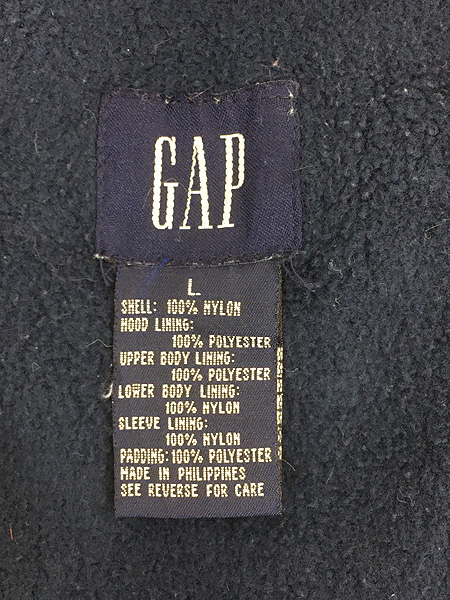 GAP
L
SHELL: 100% NYLON
HOOD LINING:
100% POLYESTER
UPPER BODY LINING:
100% POLYESTER
LOWER BODY LINING:
100% NYLON
SLEEVE LINING:
100% NYLON
PADDING: 100% POLYESTER
MADE IN PHILIPPINES
SEE REVERSE FOR CARE